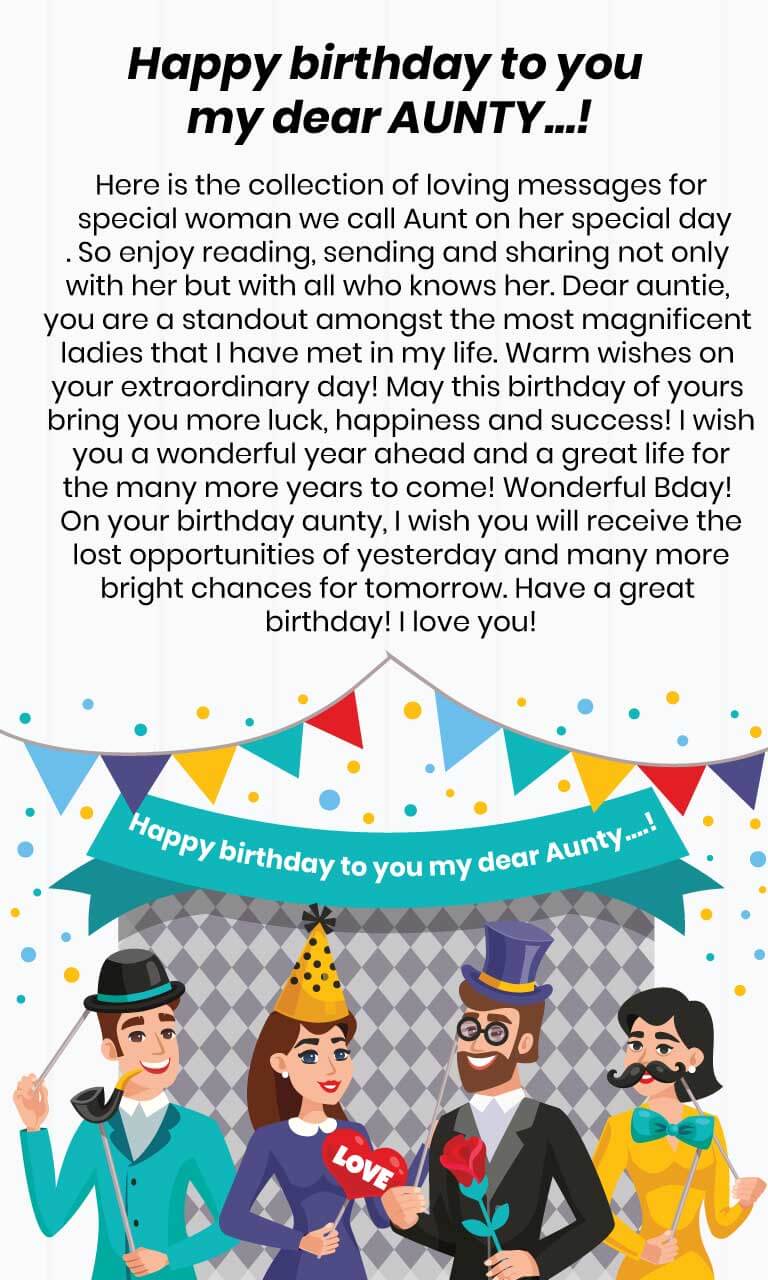 Happy birthday to you
my dear AUNTY...!
Here is the collection of loving messages for
special woman we call Aunt on her special day
. So enjoy reading, sending and sharing not only
with her but with all who knows her. Dear auntie,
you are a standout amongst the most magnificent
ladies that I have met in my life. Warm wishes on
your extraordinary day! May this birthday of yours
bring you more luck, happiness and success! I wish
you a wonderful year ahead and a great life for
the many more years to come! Wonderful Bday!
On your birthday aunty, I wish you will receive the
lost opportunities of yesterday and many more
bright chances for tomorrow. Have a great
birthday! I love you!
Happy birthday to you my dear Aunty....!
LOVE